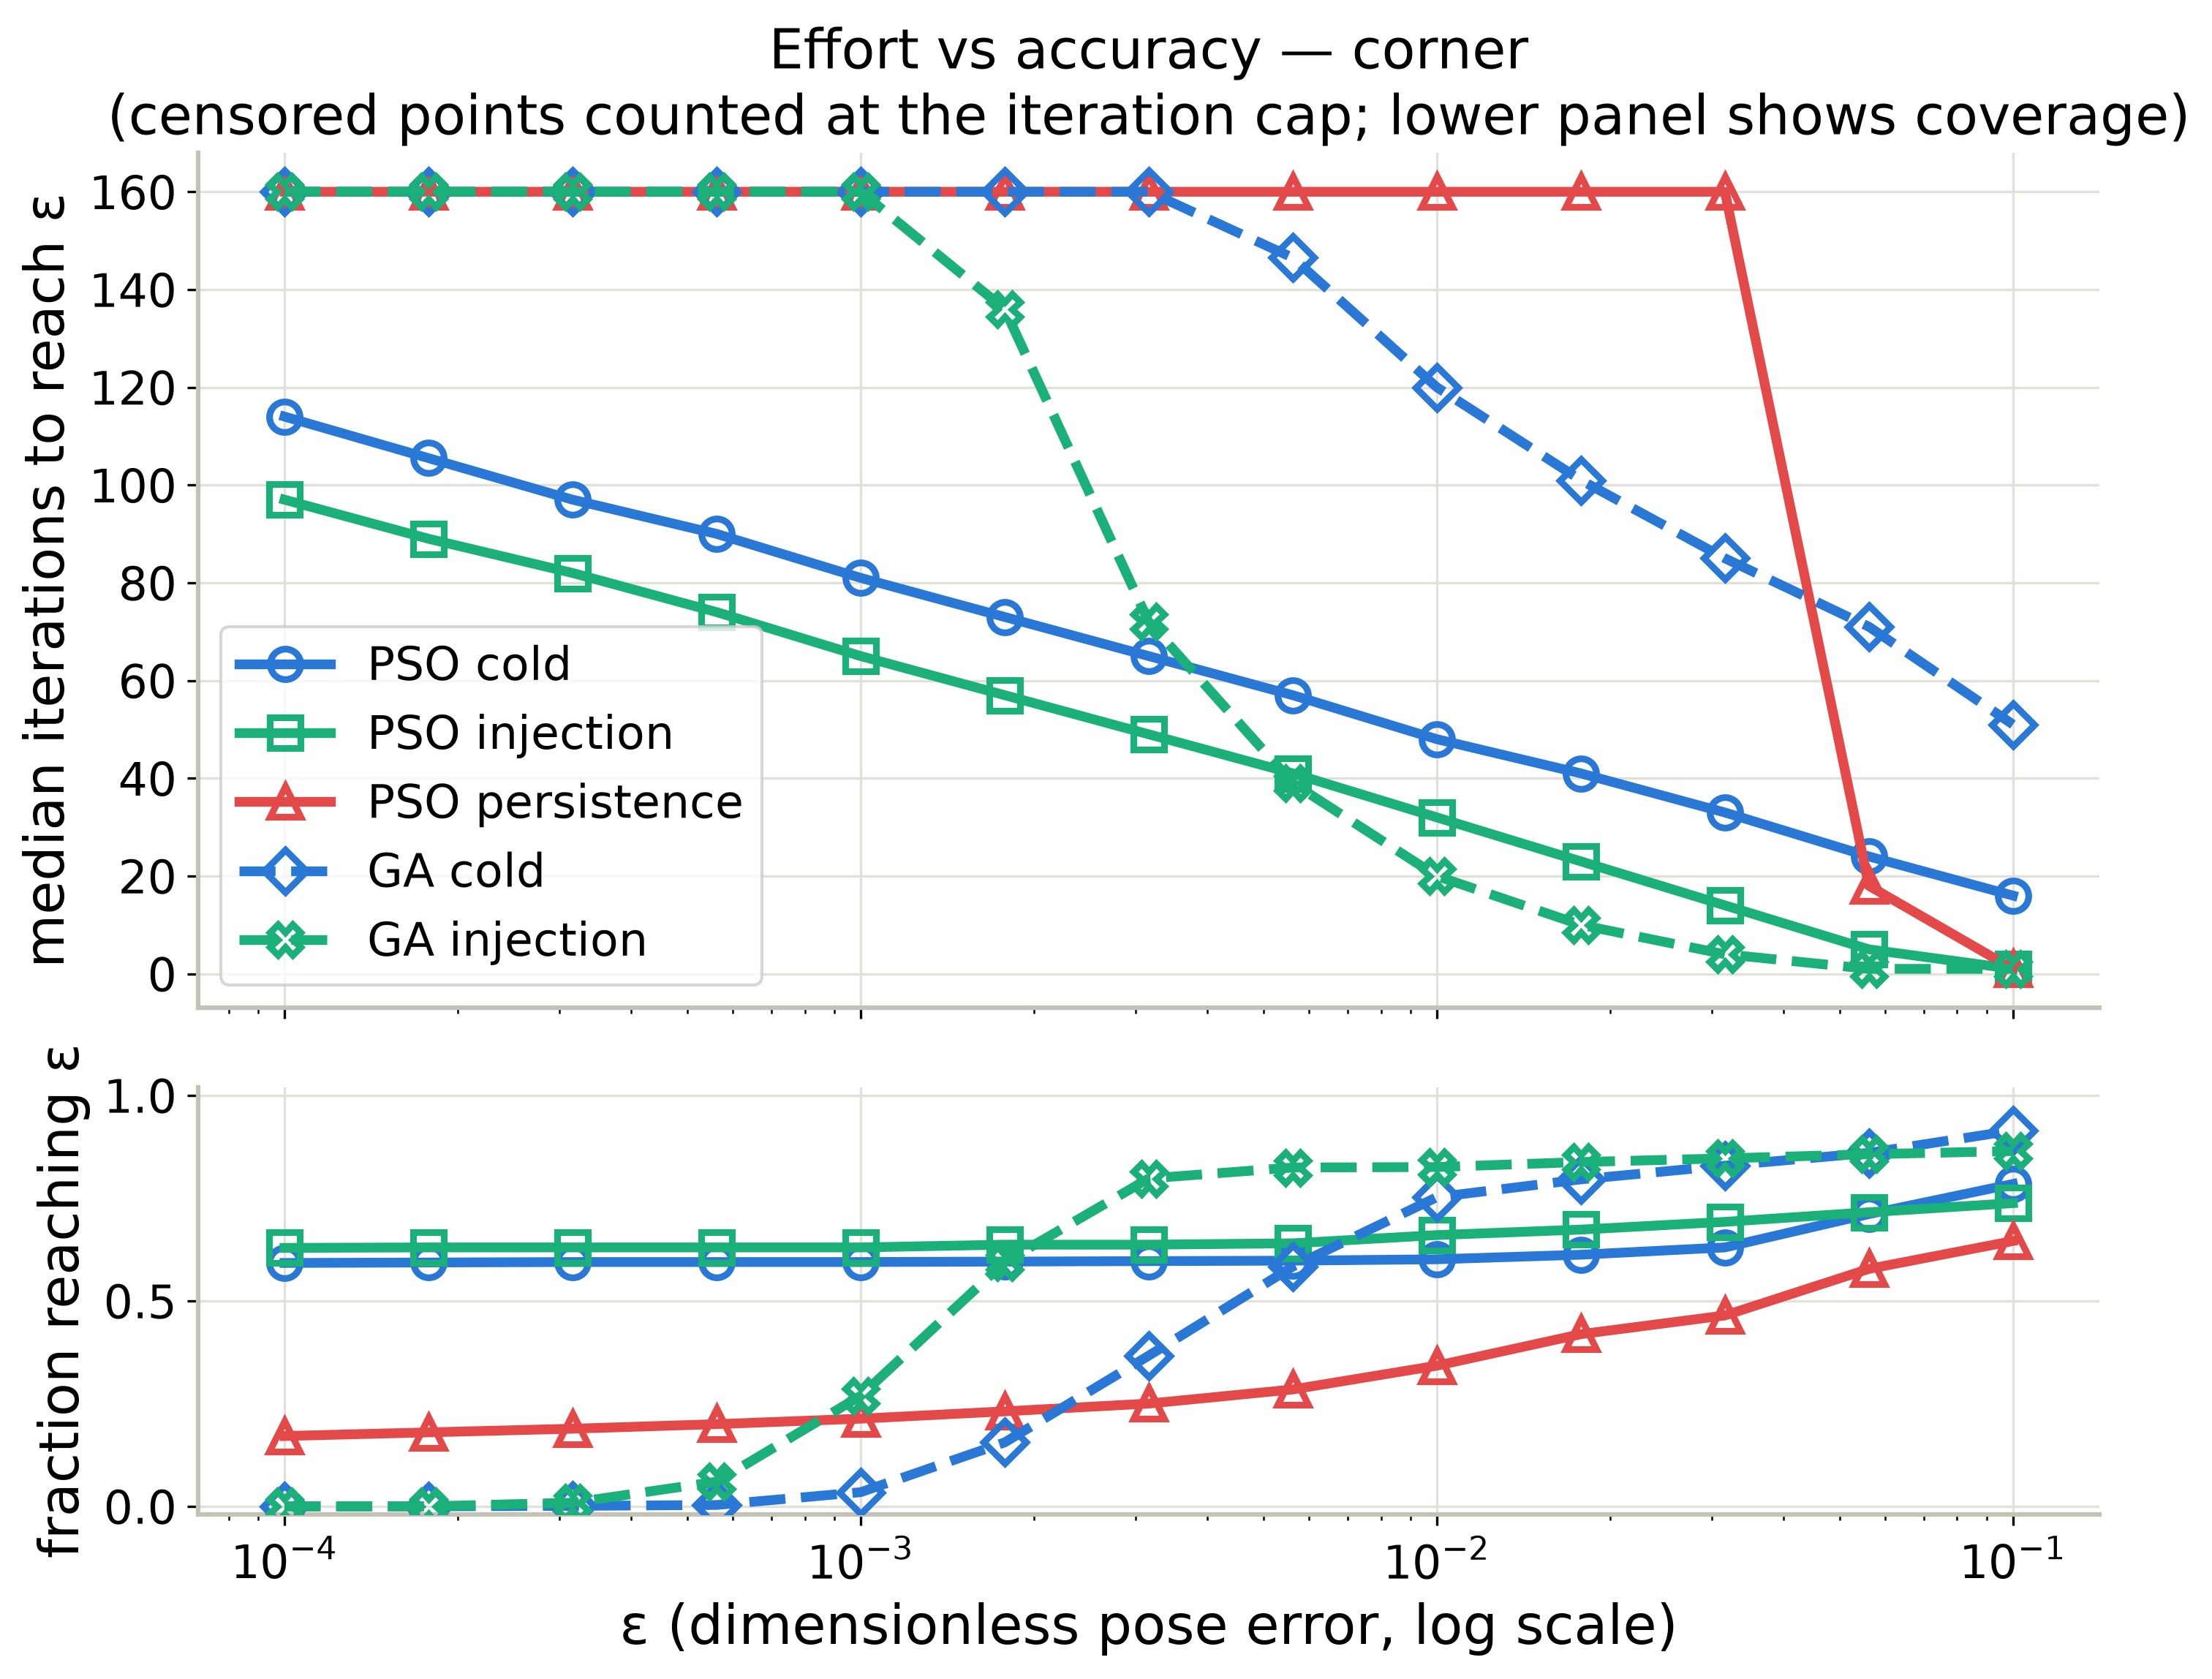 Effort vs accuracy — corner
(censored points counted at the iteration cap; lower panel shows coverage)
median iterations to reach ε
160
140
120
100
80
60
40
20
0
PSO cold
PSO injection
PSO persistence
GA cold
GA injection
fraction reaching ε
1.0
0.5
0.0
10⁻⁴
10⁻³
10⁻²
10⁻¹
ε (dimensionless pose error, log scale)